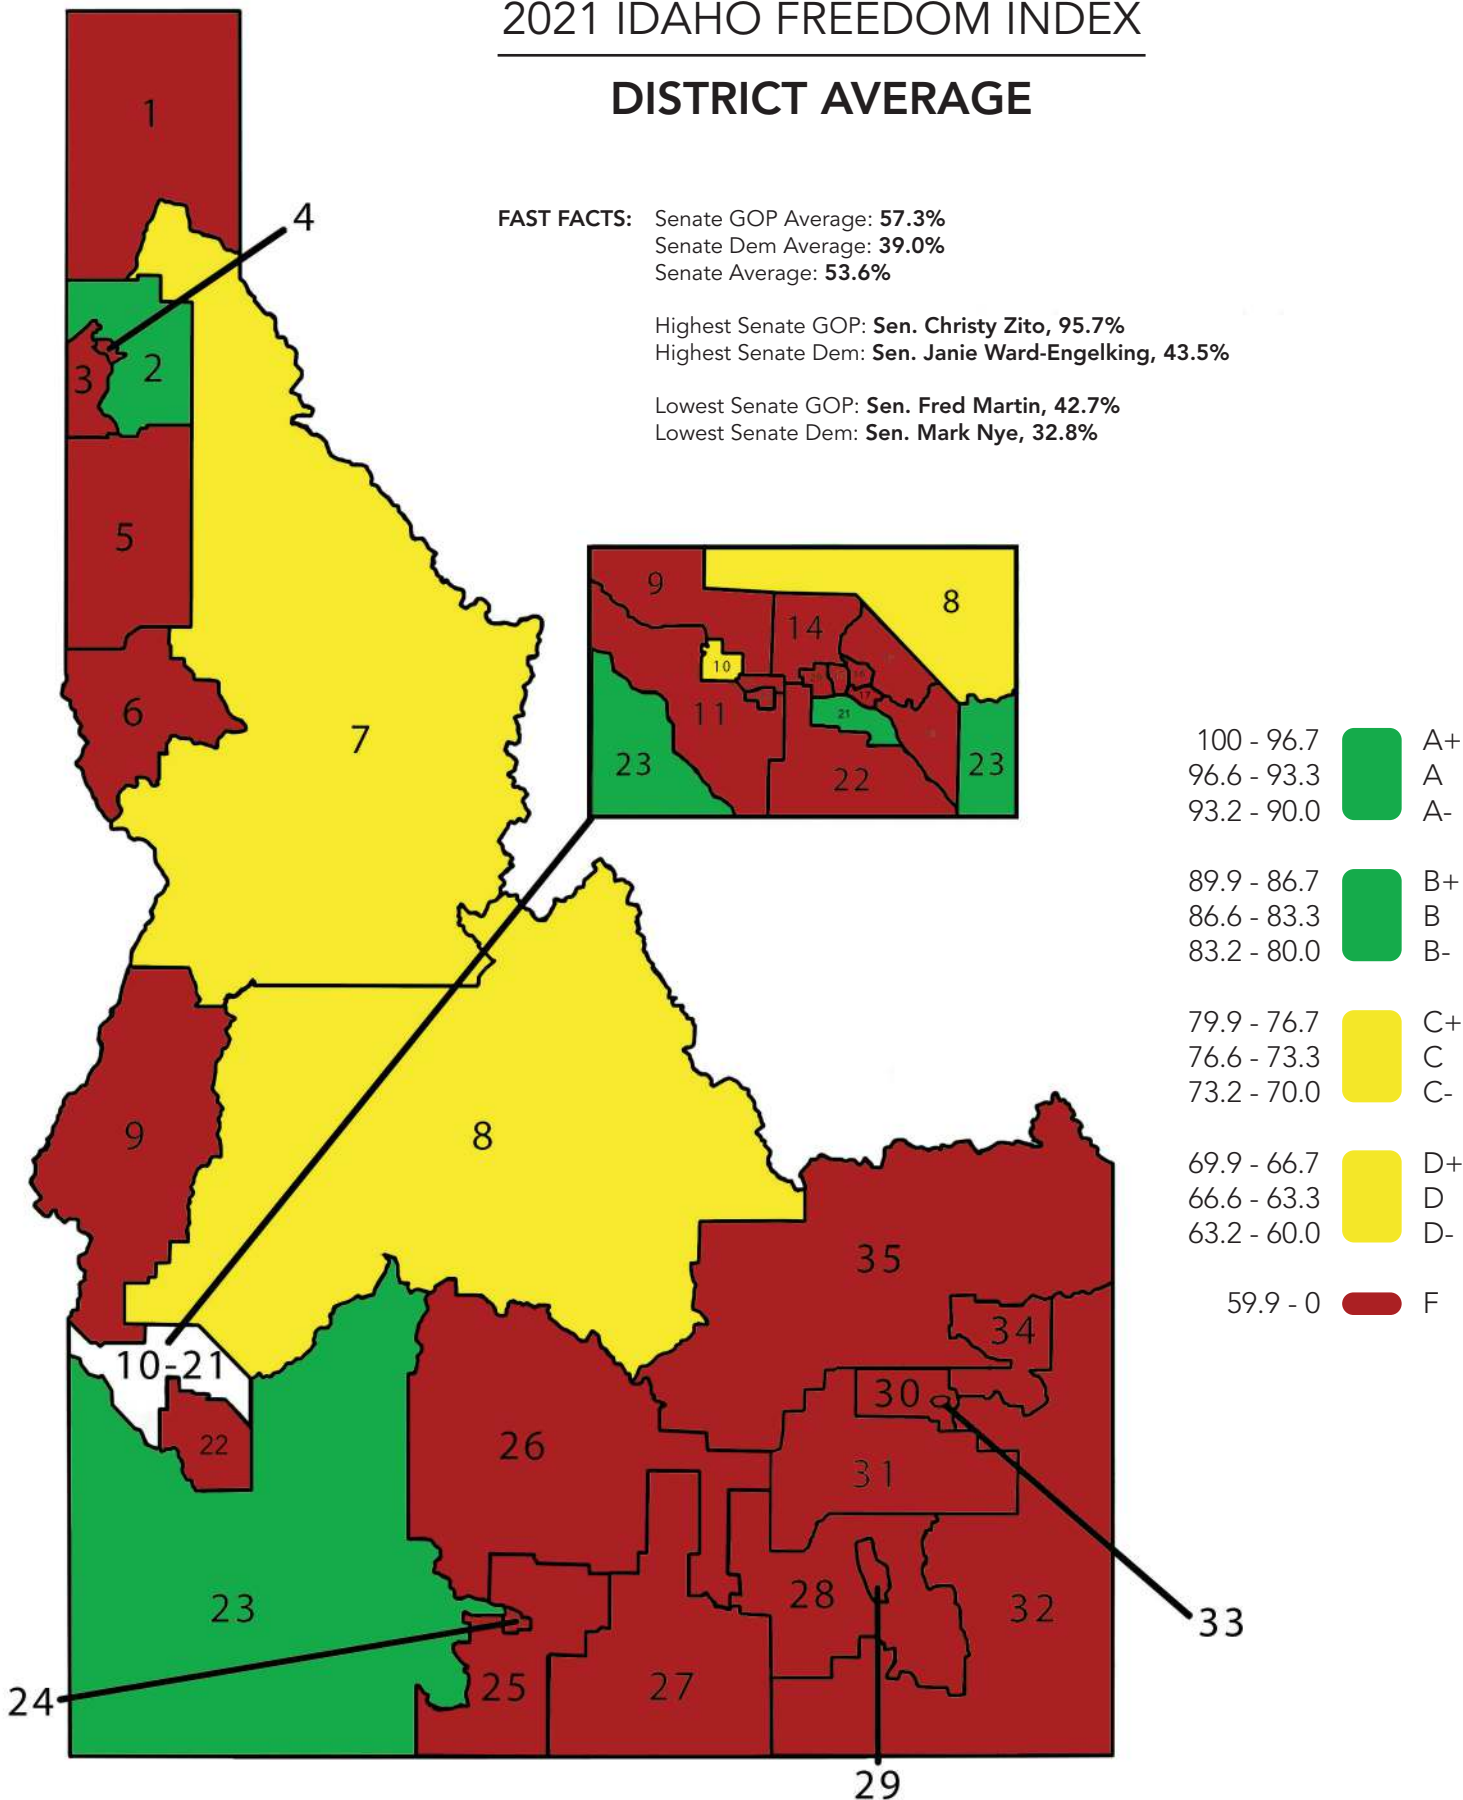 2021 IDAHO FREEDOM INDEX
DISTRICT AVERAGE
FAST FACTS: Senate GOP Average: 57.3%
Senate Dem Average: 39.0%
Senate Average: 53.6%
Highest Senate GOP: Sen. Christy Zito, 95.7%
Highest Senate Dem: Sen. Janie Ward-Engelking, 43.5%
Lowest Senate GOP: Sen. Fred Martin, 42.7%
Lowest Senate Dem: Sen. Mark Nye, 32.8%
1
4
2
3
5
6
7
9
8
14
10
11
17
21
23
22
23
100 - 96.7 A+
96.6 - 93.3 A
93.2 - 90.0 A-
89.9 - 86.7 B+
86.6 - 83.3 B
83.2 - 80.0 B-
79.9 - 76.7 C+
76.6 - 73.3 C
73.2 - 70.0 C-
69.9 - 66.7 D+
66.6 - 63.3 D
63.2 - 60.0 D-
59.9 - 0 F
9
8
35
34
10-21
30
22
26
31
28
32
23
33
24
25
27
29